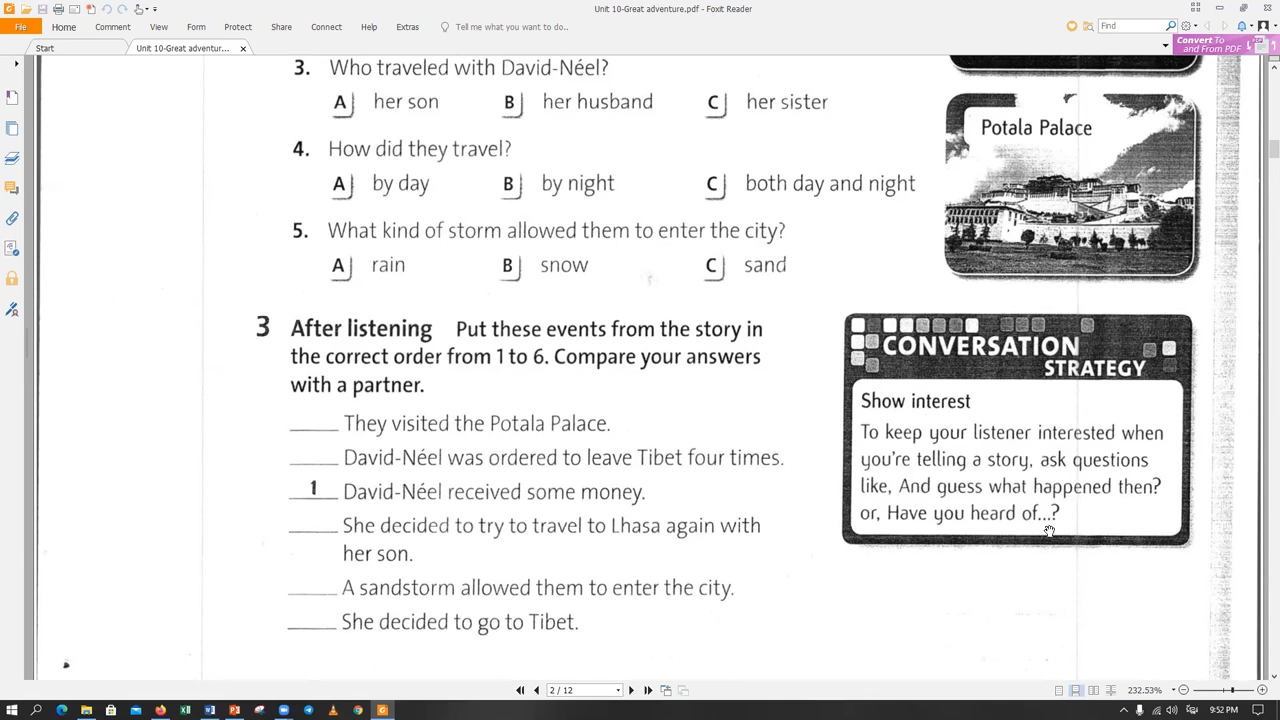 Unit 10-Great adventure.pdf - Foxit Reader
File Home Comment View Form Protect Share Connect Help Extras Tell me what you want to do... Find
Start Unit 10-Great adventur...
Convert To
and From PDF
3. Who traveled with David-Néel?
A her son B her husband C her sister
4. How did they travel?
A by day B by night C both day and night
5. What kind of storm allowed them to enter the city?
A rain B snow C sand
Potala Palace
3 After listening Put these events from the story in
the correct order from 1 to 6. Compare your answers
with a partner.
They visited the Potala Palace.
David-Néel was ordered to leave Tibet four times.
1 David-Néel received some money.
She decided to try to travel to Lhasa again with
her son.
A sandstorm allowed them to enter the city.
She decided to go to Tibet.
CONVERSATION
STRATEGY
Show interest
To keep your listener interested when
you're telling a story, ask questions
like, And guess what happened then?
or, Have you heard of...?
232.53%
9:52 PM